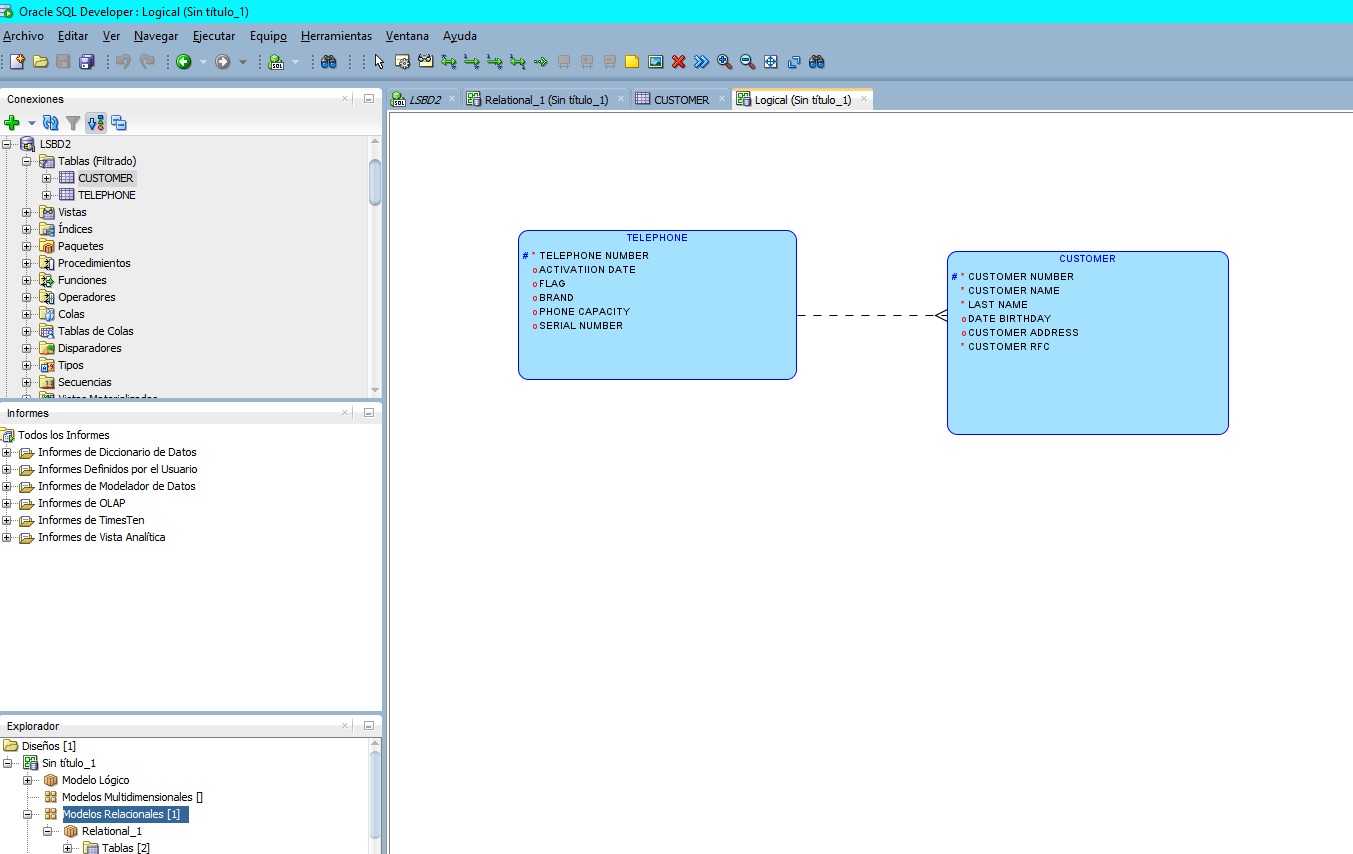 Oracle SQL Developer : Logical (Sin título_1)
Archivo Editar Ver Navegar Ejecutar Equipo Herramientas Ventana Ayuda
Conexiones
LSBD2
Tablas (Filtrado)
CUSTOMER
TELEPHONE
Vistas
Índices
Paquetes
Procedimientos
Funciones
Operadores
Colas
Tablas de Colas
Disparadores
Tipos
Secuencias
Vistas Materializadas
Informes
Todos los Informes
Informes de Diccionario de Datos
Informes Definidos por el Usuario
Informes de Modelador de Datos
Informes de OLAP
Informes de TimesTen
Informes de Vista Analítica
Explorador
Diseños [1]
Sin título_1
Modelo Lógico
Modelos Multidimensionales []
Modelos Relacionales [1]
Relational_1
Tablas [2]
LSBD2 Relational_1 (Sin título_1) CUSTOMER Logical (Sin título_1)
TELEPHONE
# * TELEPHONE NUMBER
o ACTIVATIION DATE
o FLAG
o BRAND
o PHONE CAPACITY
o SERIAL NUMBER
CUSTOMER
# * CUSTOMER NUMBER
* CUSTOMER NAME
* LAST NAME
o DATE BIRTHDAY
o CUSTOMER ADDRESS
* CUSTOMER RFC